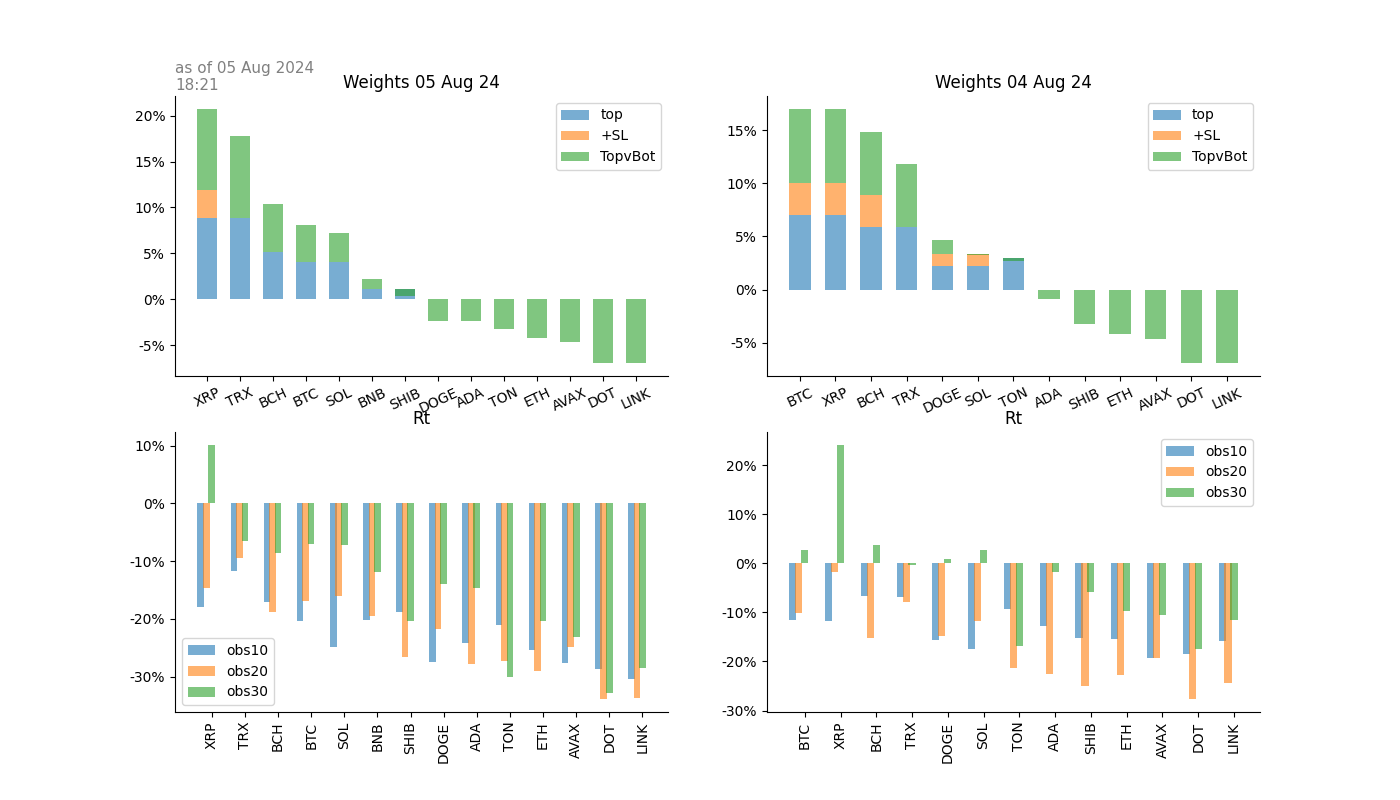 as of 05 Aug 2024
18:21
Weights 05 Aug 24
20%
15%
10%
5%
0%
-5%
top
+SL
TopvBot
XRP TRX BCH BTC SOL BNB SHIB DOGE ADA TON ETH AVAX DOT LINK
Weights 04 Aug 24
15%
10%
5%
0%
-5%
top
+SL
TopvBot
BTC XRP BCH TRX DOGE SOL TON ADA SHIB ETH AVAX DOT LINK
Rt
10%
0%
-10%
-20%
-30%
obs10
obs20
obs30
XRP TRX BCH BTC SOL BNB SHIB DOGE ADA TON ETH AVAX DOT LINK
Rt
20%
10%
0%
-10%
-20%
-30%
obs10
obs20
obs30
BTC XRP BCH TRX DOGE SOL TON ADA SHIB ETH AVAX DOT LINK